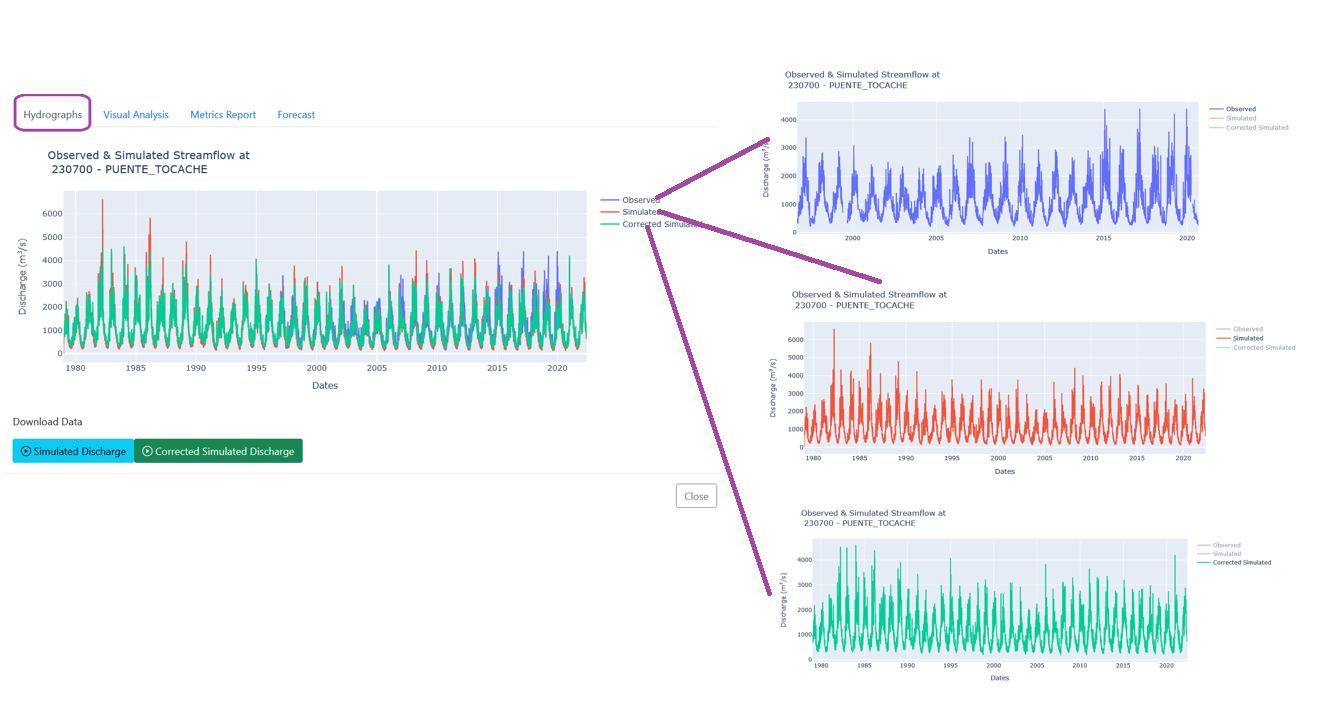 Hydrographs
Visual Analysis
Metrics Report
Forecast
Observed & Simulated Streamflow at
230700 - PUENTE_TOCACHE
Discharge (m³/s)
6000
5000
4000
3000
2000
1000
0
1980 1985 1990 1995 2000 2005 2010 2015 2020
Dates
Observed
Simulated
Corrected Simulat
Download Data
Simulated Discharge
Corrected Simulated Discharge
Close
Observed & Simulated Streamflow at
230700 - PUENTE_TOCACHE
Discharge (m³/s)
4000
3000
2000
1000
0
2000 2005 2010 2015 2020
Dates
Observed
Simulated
Corrected Simulated
Observed & Simulated Streamflow at
230700 - PUENTE_TOCACHE
Discharge (m³/s)
6000
5000
4000
3000
2000
1000
0
1980 1985 1990 1995 2000 2005 2010 2015 2020
Dates
Observed
Simulated
Corrected Simulated
Observed & Simulated Streamflow at
230700 - PUENTE_TOCACHE
Discharge (m³/s)
4000
3000
2000
1000
0
1980 1985 1990 1995 2000 2005 2010 2015 2020
Dates
Observed
Simulated
Corrected Simulated